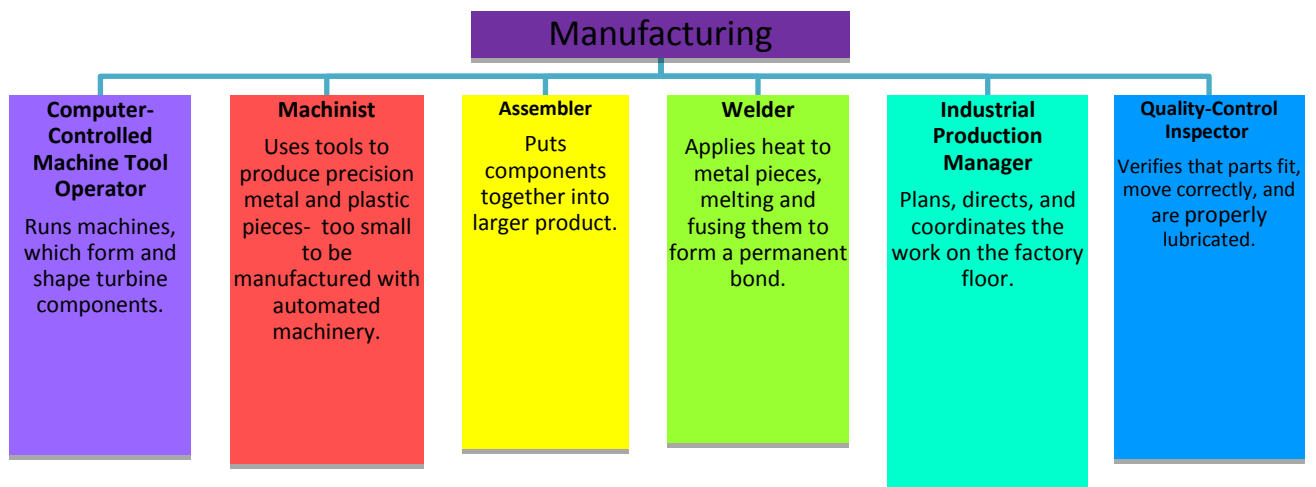 Manufacturing
Computer-
Controlled
Machine Tool
Operator
Runs machines,
which form and
shape turbine
components.
Machinist
Uses tools to
produce precision
metal and plastic
pieces- too small
to be
manufactured with
automated
machinery.
Assembler
Puts
components
together into
larger product.
Welder
Applies heat to
metal pieces,
melting and
fusing them to
form a permanent
bond.
Industrial
Production
Manager
Plans, directs, and
coordinates the
work on the factory
floor.
Quality-Control
Inspector
Verifies that parts fit,
move correctly, and
are properly
lubricated.